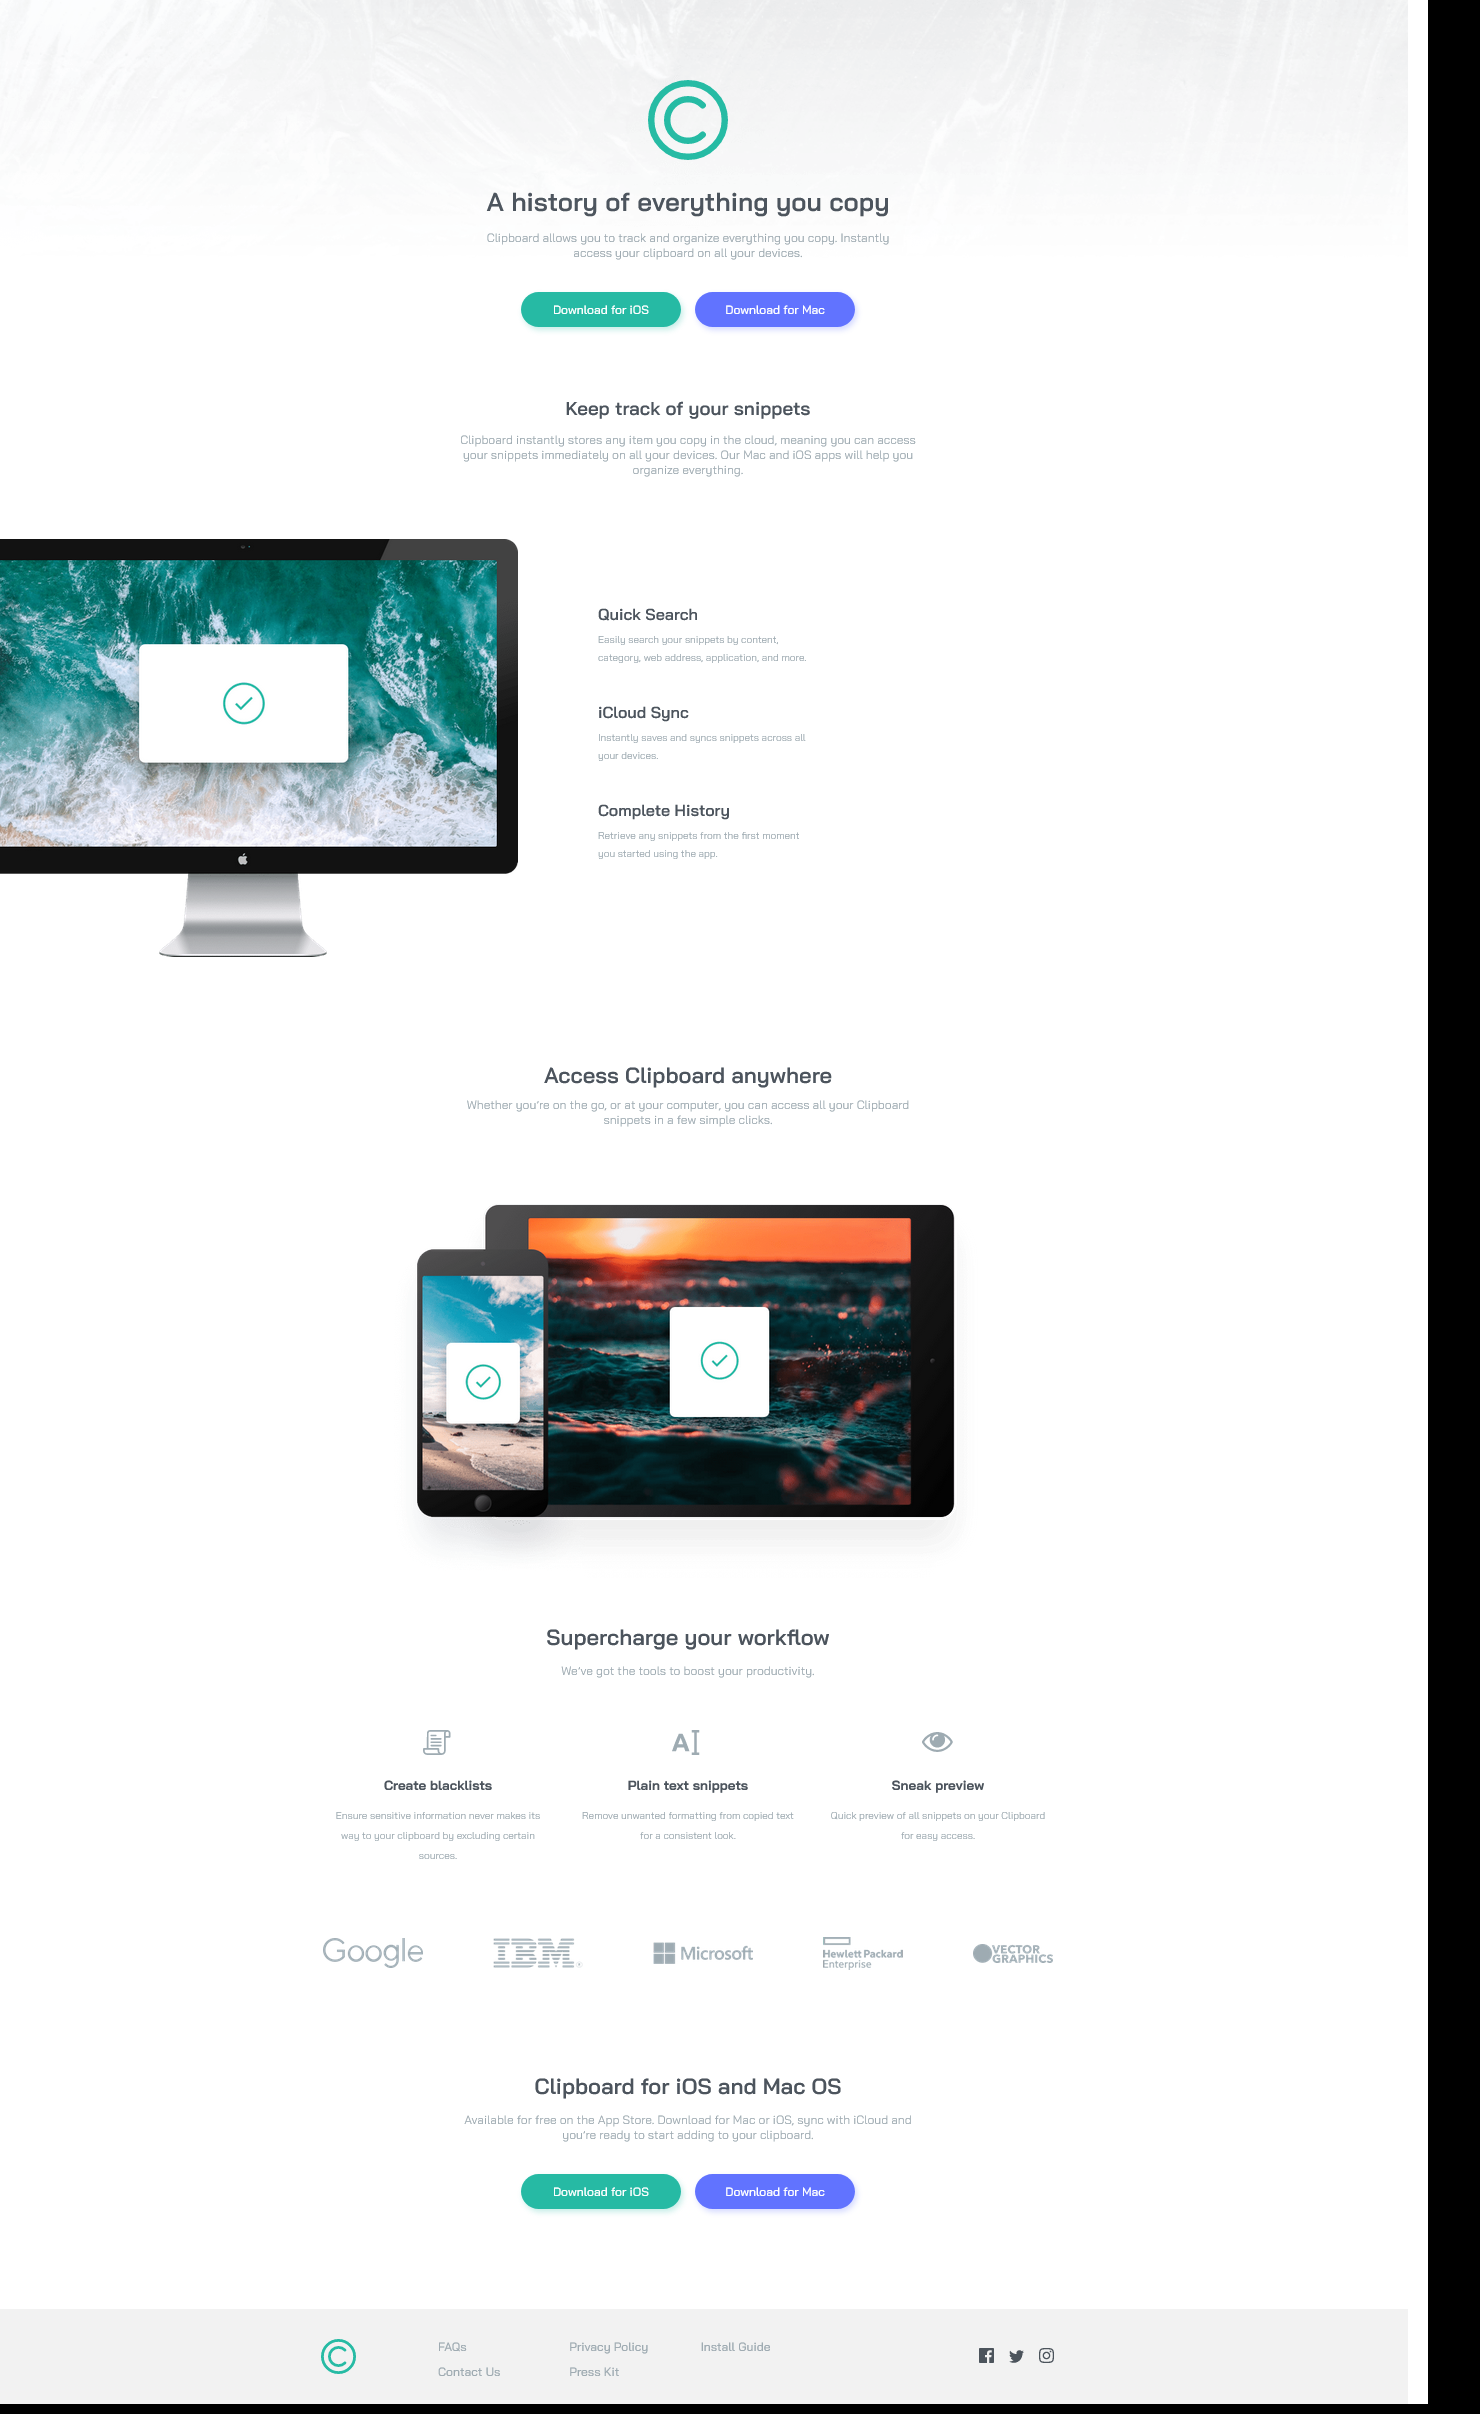 A history of everything you copy
Clipboard allows you to track and organize everything you copy. Instantly
access your clipboard on all your devices.
Download for iOS
Download for Mac
Keep track of your snippets
Clipboard instantly stores any item you copy in the cloud, meaning you can access
your snippets immediately on all your devices. Our Mac and iOS apps will help you
organize everything.
Quick Search
Easily search your snippets by content,
category, web address, application, and more.
iCloud Sync
Instantly saves and syncs snippets across all
your devices.
Complete History
Retrieve any snippets from the first moment
you started using the app.
Access Clipboard anywhere
Whether you’re on the go, or at your computer, you can access all your Clipboard
snippets in a few simple clicks.
Supercharge your workflow
We’ve got the tools to boost your productivity.
A
Create blacklists
Ensure sensitive information never makes its
way to your clipboard by excluding certain
sources.
Plain text snippets
Remove unwanted formatting from copied text
for a consistent look.
Sneak preview
Quick preview of all snippets on your Clipboard
for easy access.
Google
IBM
Microsoft
Hewlett Packard
Enterprise
VECTOR
GRAPHICS
Clipboard for iOS and Mac OS
Available for free on the App Store. Download for Mac or iOS, sync with iCloud and
you’re ready to start adding to your clipboard.
Download for iOS
Download for Mac
FAQs
Contact Us
Privacy Policy
Press Kit
Install Guide